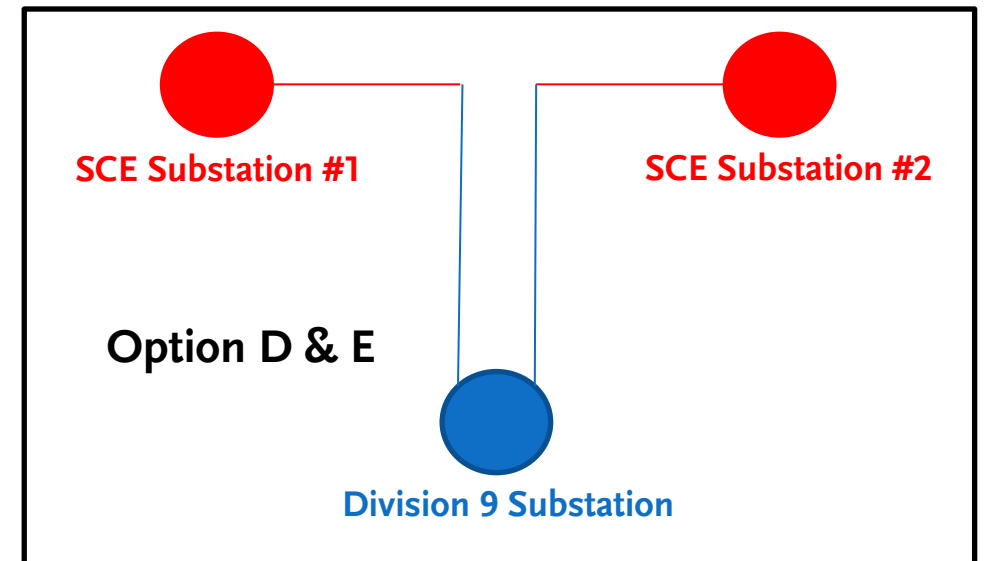 SCE Substation #1
SCE Substation #2
Option D & E
Division 9 Substation